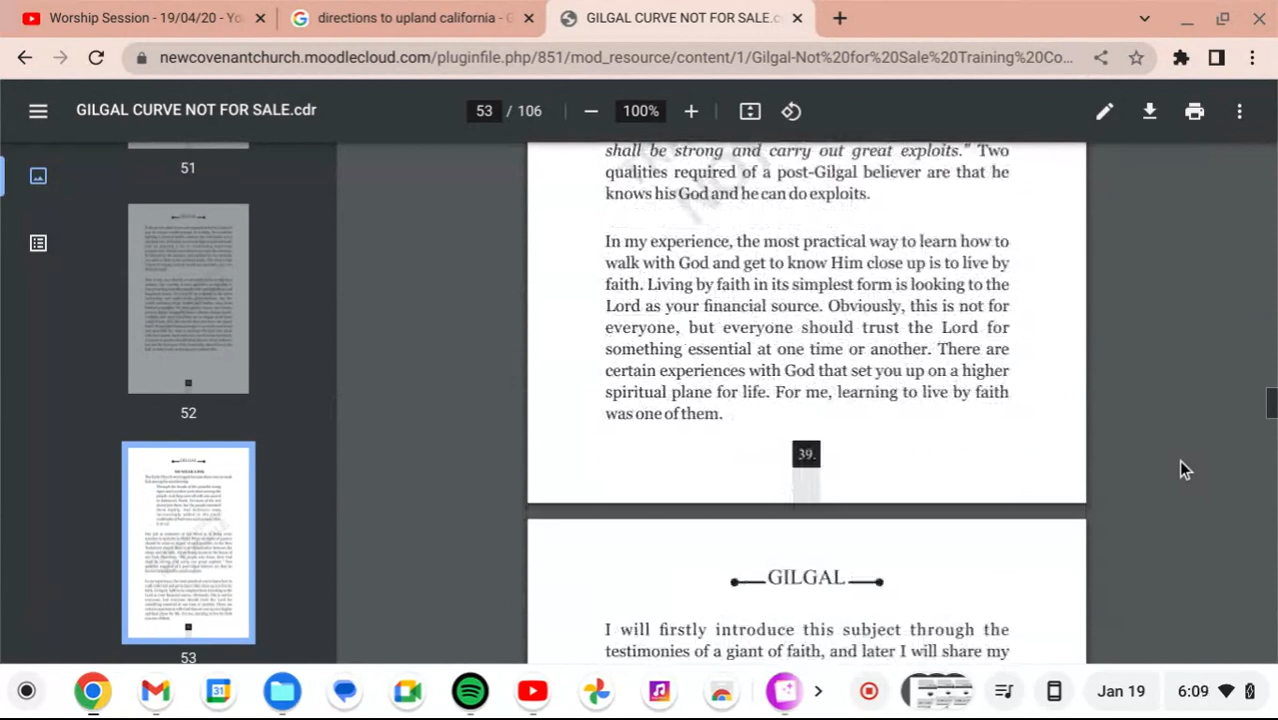 Worship Session - 19/04/20 - Yo
directions to upland california - G
GILGAL CURVE NOT FOR SALE.c
newcovenantchurch.moodlecloud.com/pluginfile.php/851/mod_resource/content/1/Gilgal-Not%20for%20Sale%20Training%20Co...
GILGAL CURVE NOT FOR SALE.cdr
53 / 106
100%
51
52
53
shall be strong and carry out great exploits." Two
qualities required of a post-Gilgal believer are that he
knows his God and he can do exploits.
In my experience, the most practical way to learn how to
walk with God and get to know Him close up is to live by
faith. Living by faith in its simplest form is looking to the
Lord as your financial source. Obviously, this is not for
everyone, but everyone should trust the Lord for
something essential at one time or another. There are
certain experiences with God that set you up on a higher
spiritual plane for life. For me, learning to live by faith
was one of them.
39.
GILGAL
I will firstly introduce this subject through the
testimonies of a giant of faith, and later I will share my
31
Jan 19
6:09